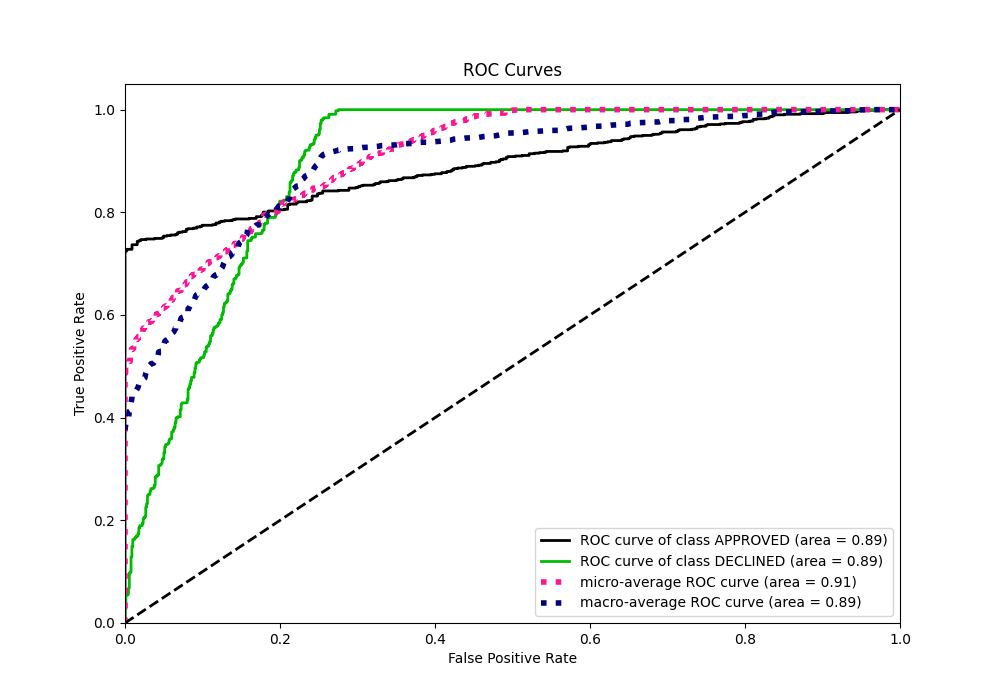 ROC Curves
True Positive Rate
1.0
0.8
0.6
0.4
0.2
0.0
ROC curve of class APPROVED (area = 0.89)
ROC curve of class DECLINED (area = 0.89)
micro-average ROC curve (area = 0.91)
macro-average ROC curve (area = 0.89)
0.0 0.2 0.4 0.6 0.8 1.0
False Positive Rate